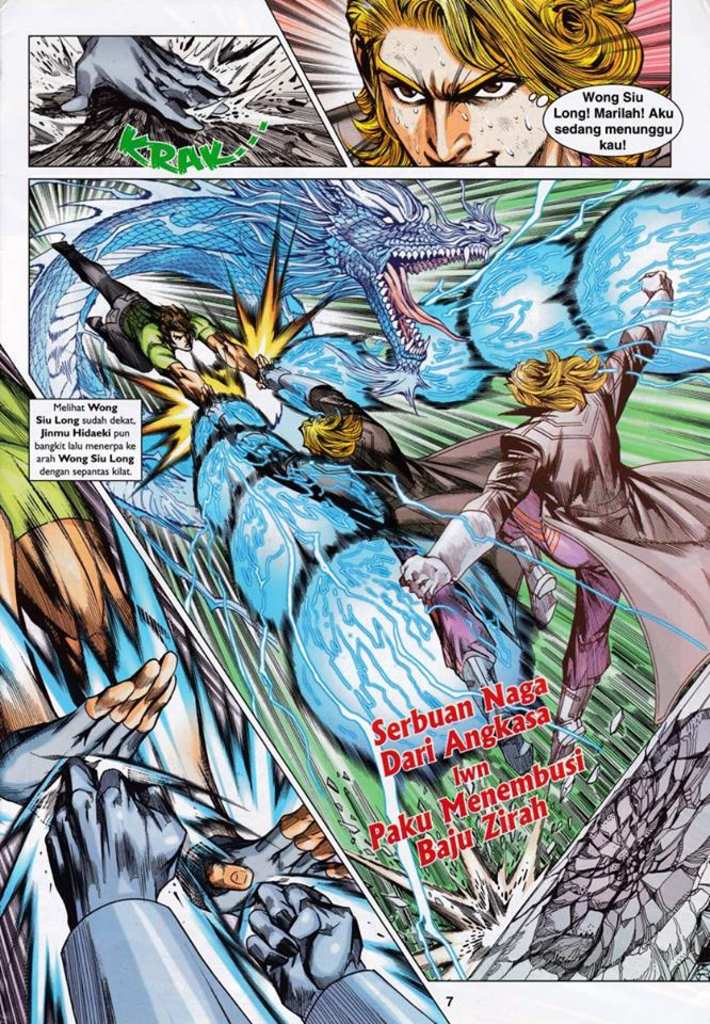 KRAK...
Wong Siu
Long! Marilah! Aku
sedang menunggu
kau!
Melihat Wong
Siu Long sudah dekat,
Jinmu Hidaeki pun
bangkit lalu menerpa ke
arah Wong Siu Long
dengan sepantas kilat.
Serbuan Naga
Dari Angkasa
lwn
Paku Menembusi
Baju Zirah
7